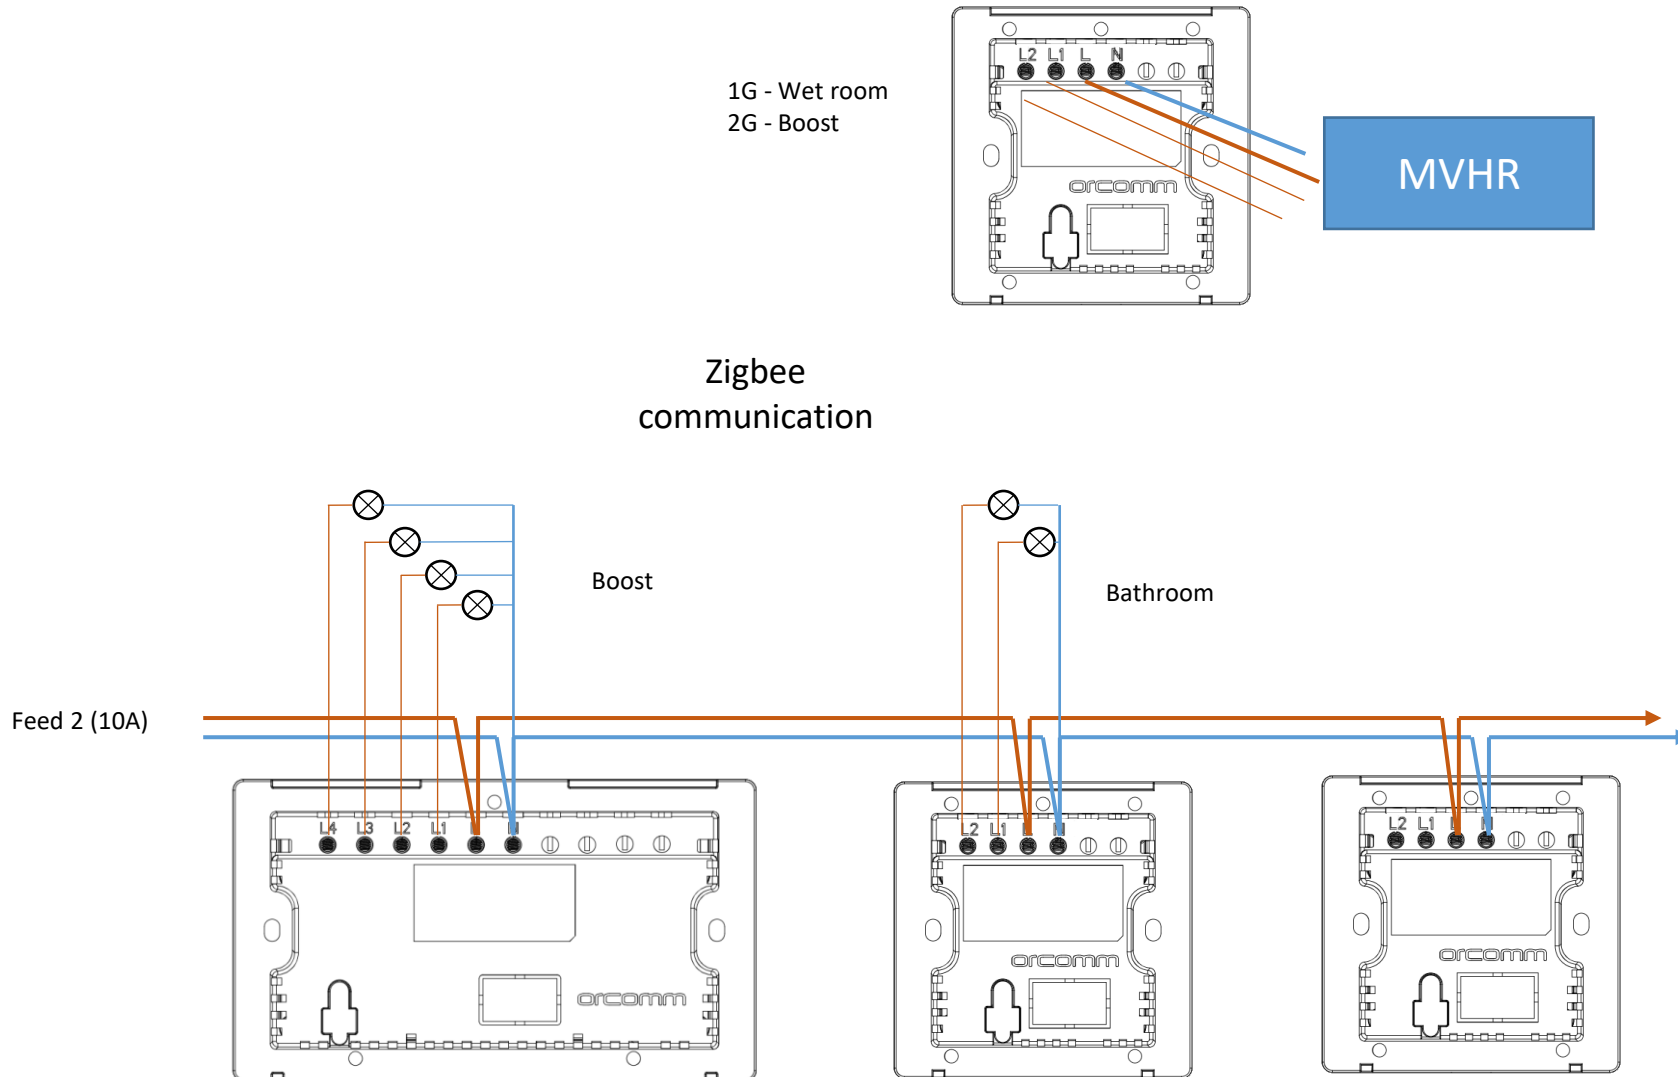 L2 L1 L N
1G - Wet room
2G - Boost
MVHR
orcomm
Zigbee
communication
Boost
Bathroom
Feed 2 (10A)
L4 L3 L2 L1
L2 L1
L2 L1
orcomm
orcomm
orcomm